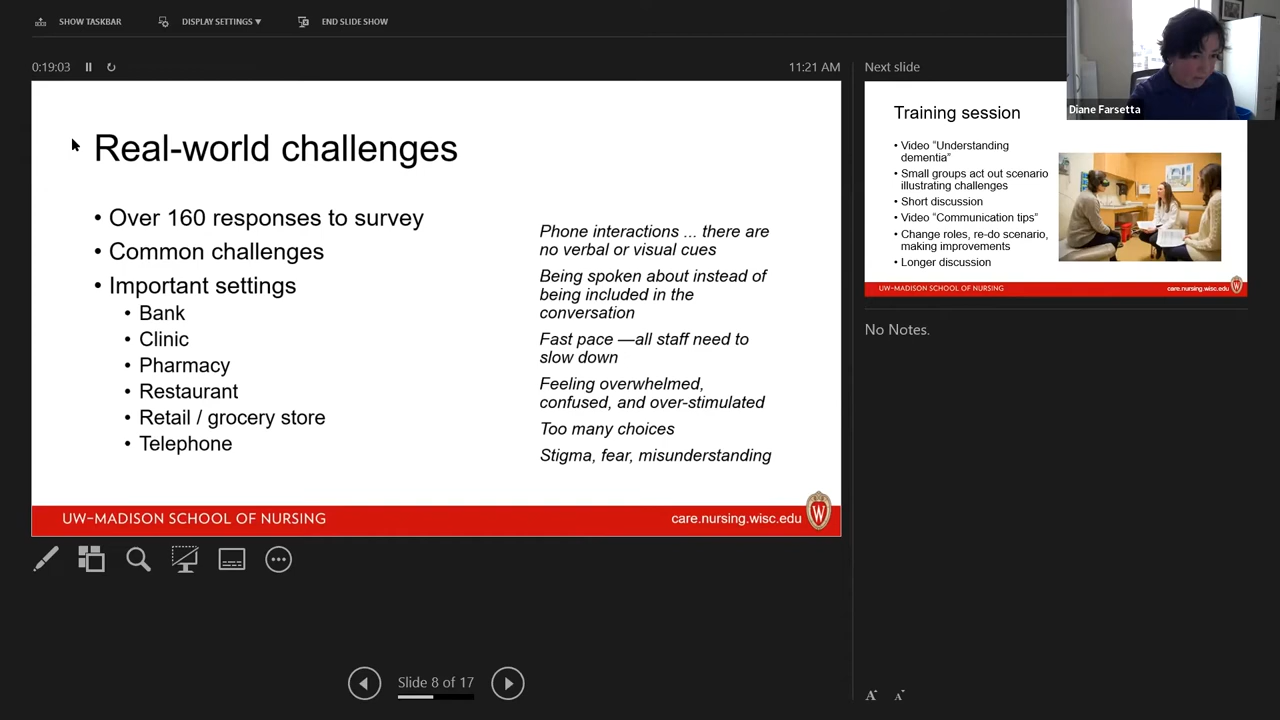 SHOW TASKBAR
DISPLAY SETTINGS ▼
END SLIDE SHOW
0:19:03
11:21 AM
Real-world challenges
• Over 160 responses to survey
• Common challenges
• Important settings
• Bank
• Clinic
• Pharmacy
• Restaurant
• Retail / grocery store
• Telephone
Phone interactions ... there are
no verbal or visual cues
Being spoken about instead of
being included in the
conversation
Fast pace —all staff need to
slow down
Feeling overwhelmed,
confused, and over-stimulated
Too many choices
Stigma, fear, misunderstanding
UW–MADISON SCHOOL OF NURSING
care.nursing.wisc.edu
W
Slide 8 of 17
Next slide
Diane Farsetta
Training session
• Video “Understanding
dementia”
• Small groups act out scenario
illustrating challenges
• Short discussion
• Video “Communication tips”
• Change roles, re-do scenario,
making improvements
• Longer discussion
UW–MADISON SCHOOL OF NURSING
care.nursing.wisc.edu
W
No Notes.
A A